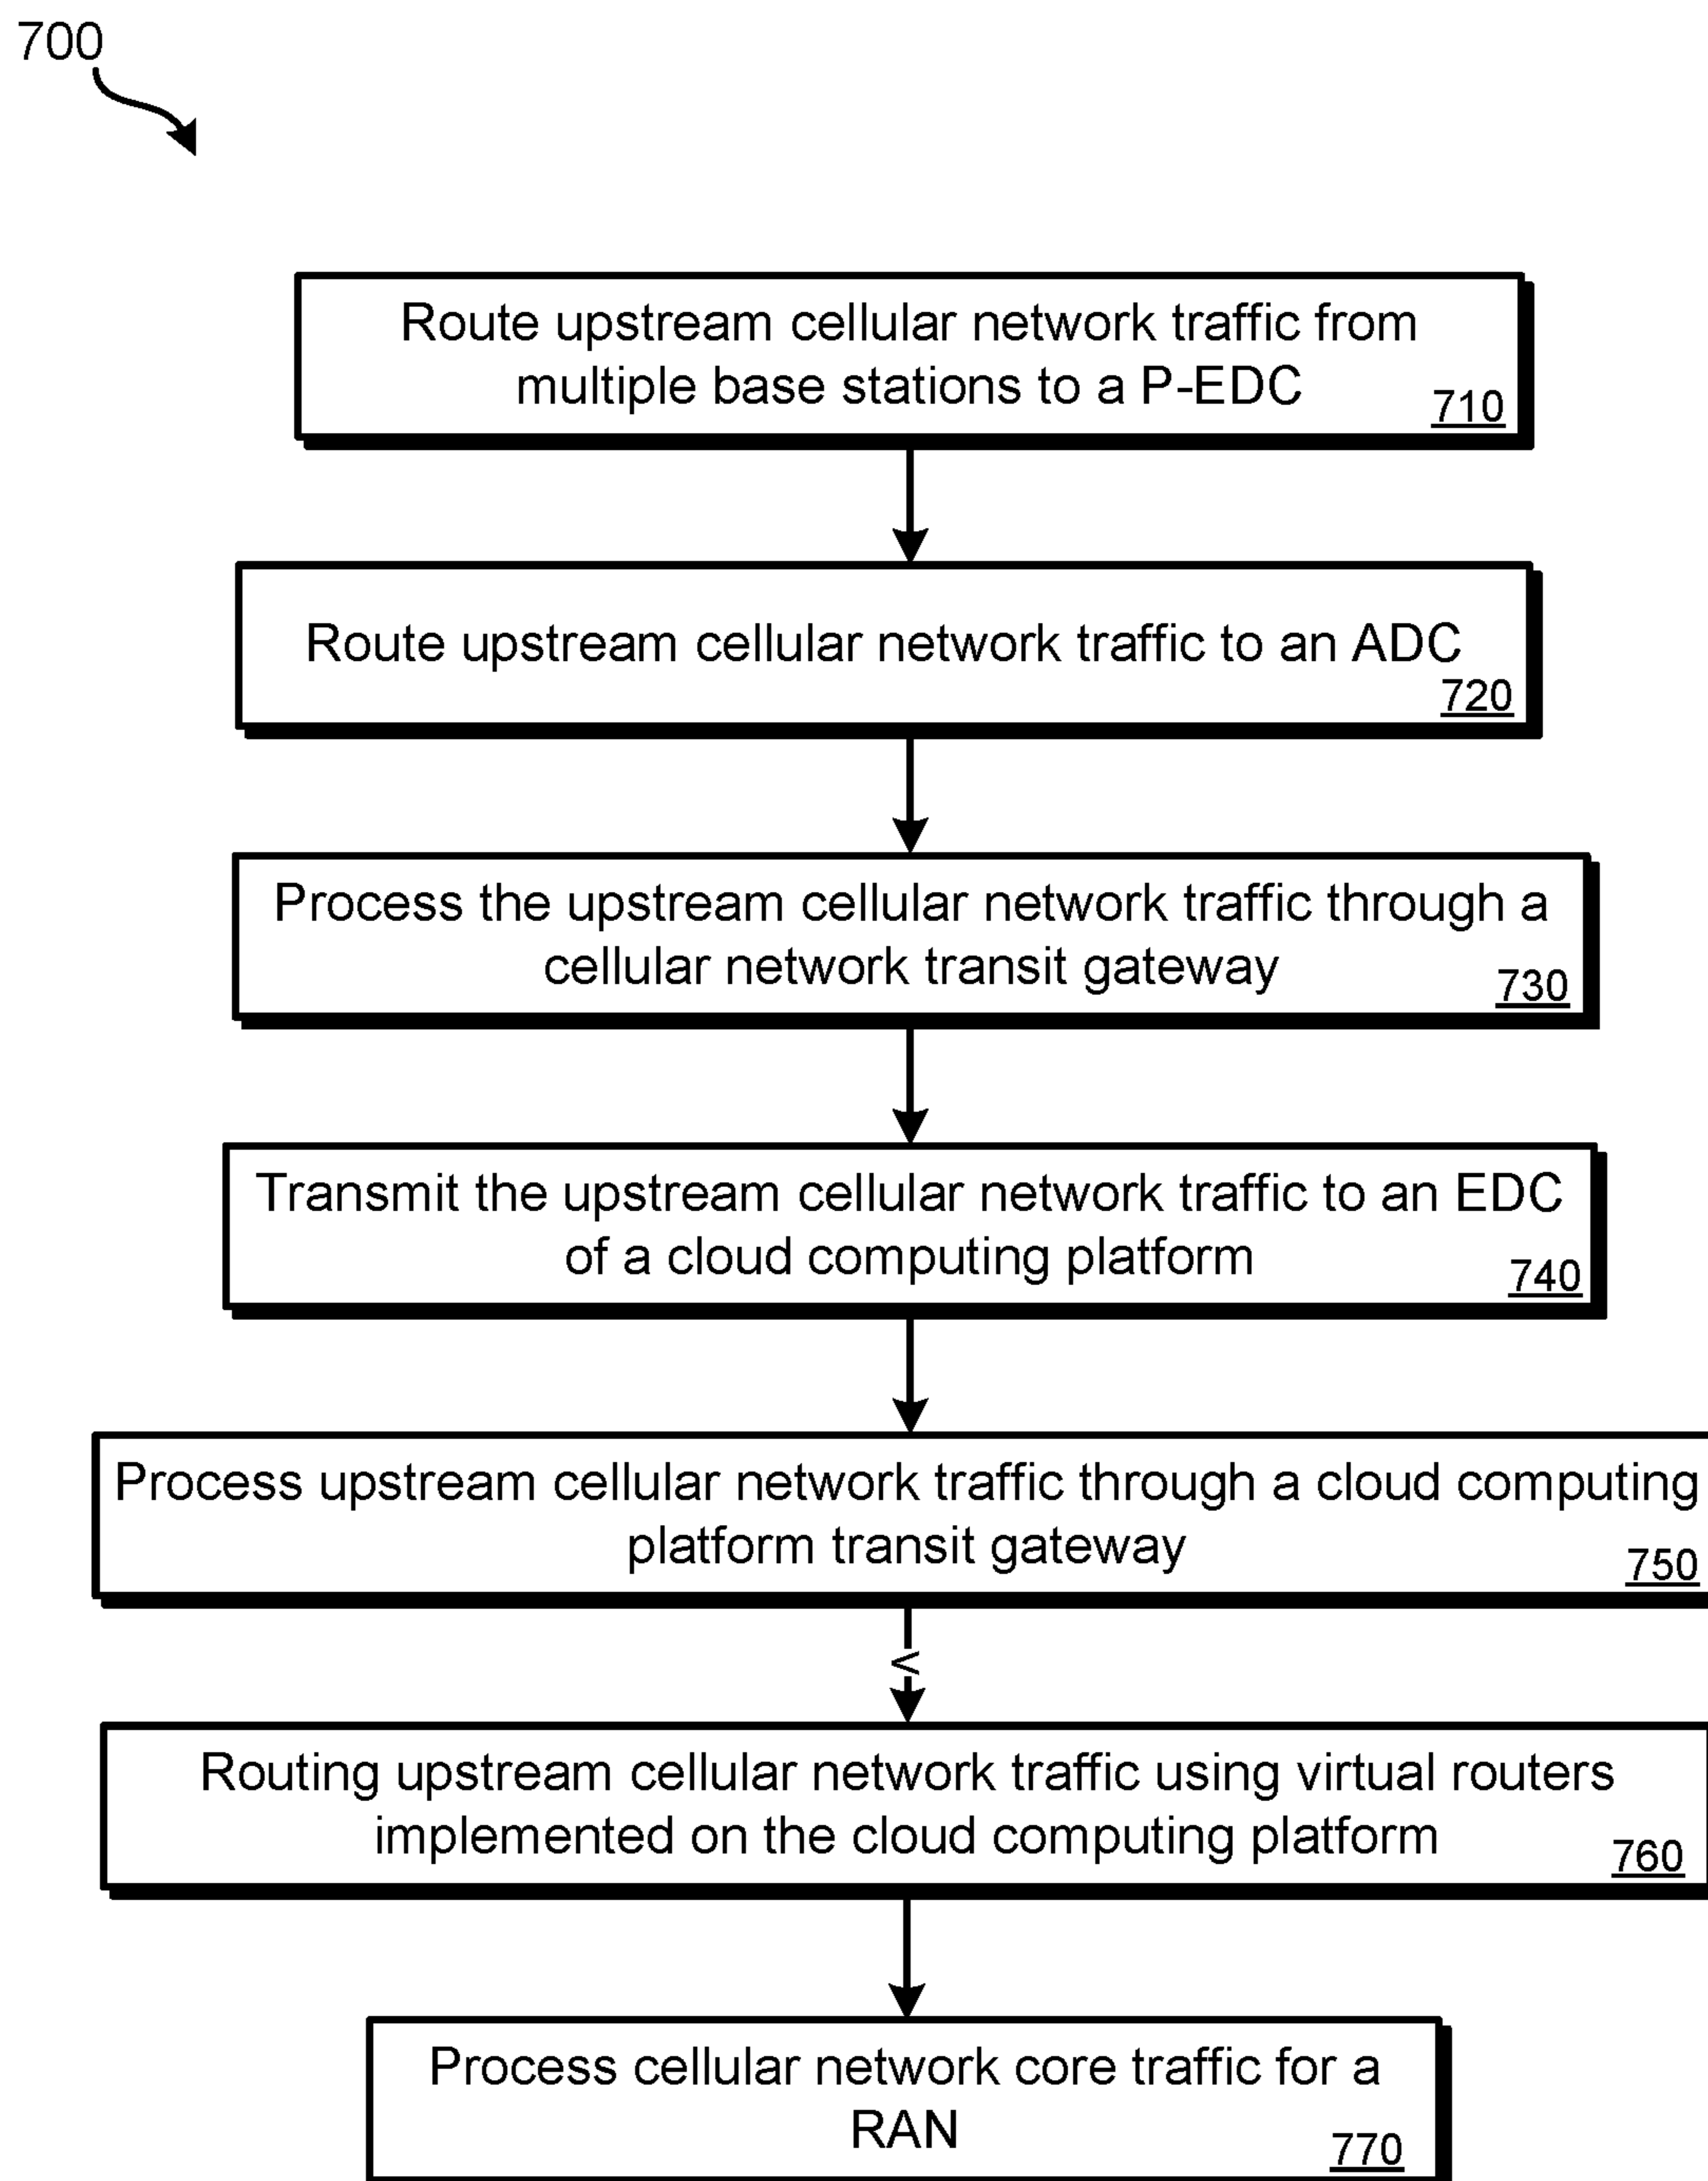 700
Route upstream cellular network traffic from
multiple base stations to a P-EDC
710
Route upstream cellular network traffic to an ADC
720
Process the upstream cellular network traffic through a
cellular network transit gateway
730
Transmit the upstream cellular network traffic to an EDC
of a cloud computing platform
740
Process upstream cellular network traffic through a cloud computing
platform transit gateway
750
<
Routing upstream cellular network traffic using virtual routers
implemented on the cloud computing platform
760
Process cellular network core traffic for a
RAN
770